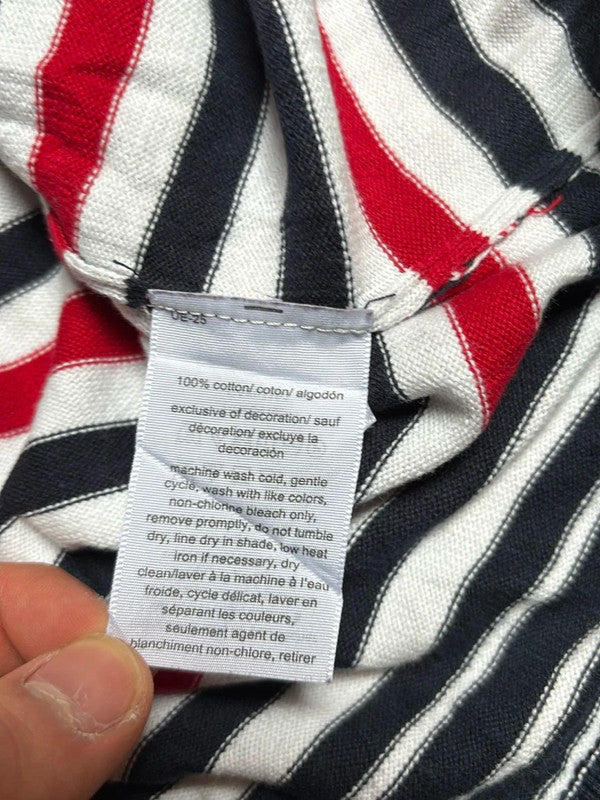 DE-25
100% cotton/ coton/ algodón
exclusive of decoration/ sauf
décoration/ excluye la
decoración
machine wash cold, gentle
cycle, wash with like colors,
non-chlorine bleach only,
remove promptly, do not tumble
dry, line dry in shade, low heat
iron if necessary, dry
clean/laver à la machine à l'eau
froide, cycle délicat, laver en
séparant les couleurs,
seulement agent de
blanchiment non-chlore, retirer